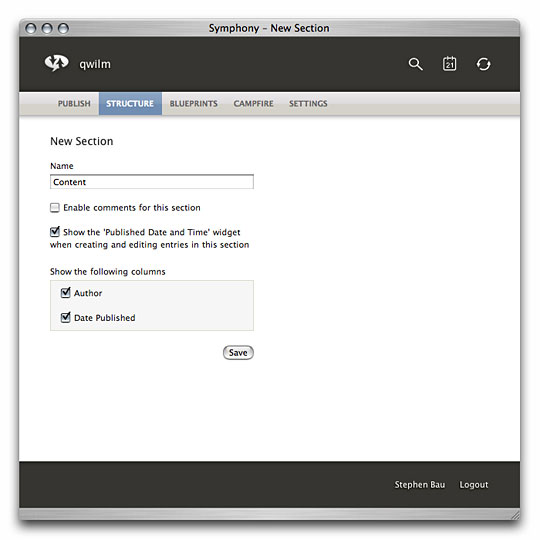 Symphony – New Section
qwilm
21
PUBLISH STRUCTURE BLUEPRINTS CAMPFIRE SETTINGS
New Section
Name
Content
Enable comments for this section
Show the 'Published Date and Time' widget
when creating and editing entries in this section
Show the following columns
Author
Date Published
Save
Stephen Bau Logout